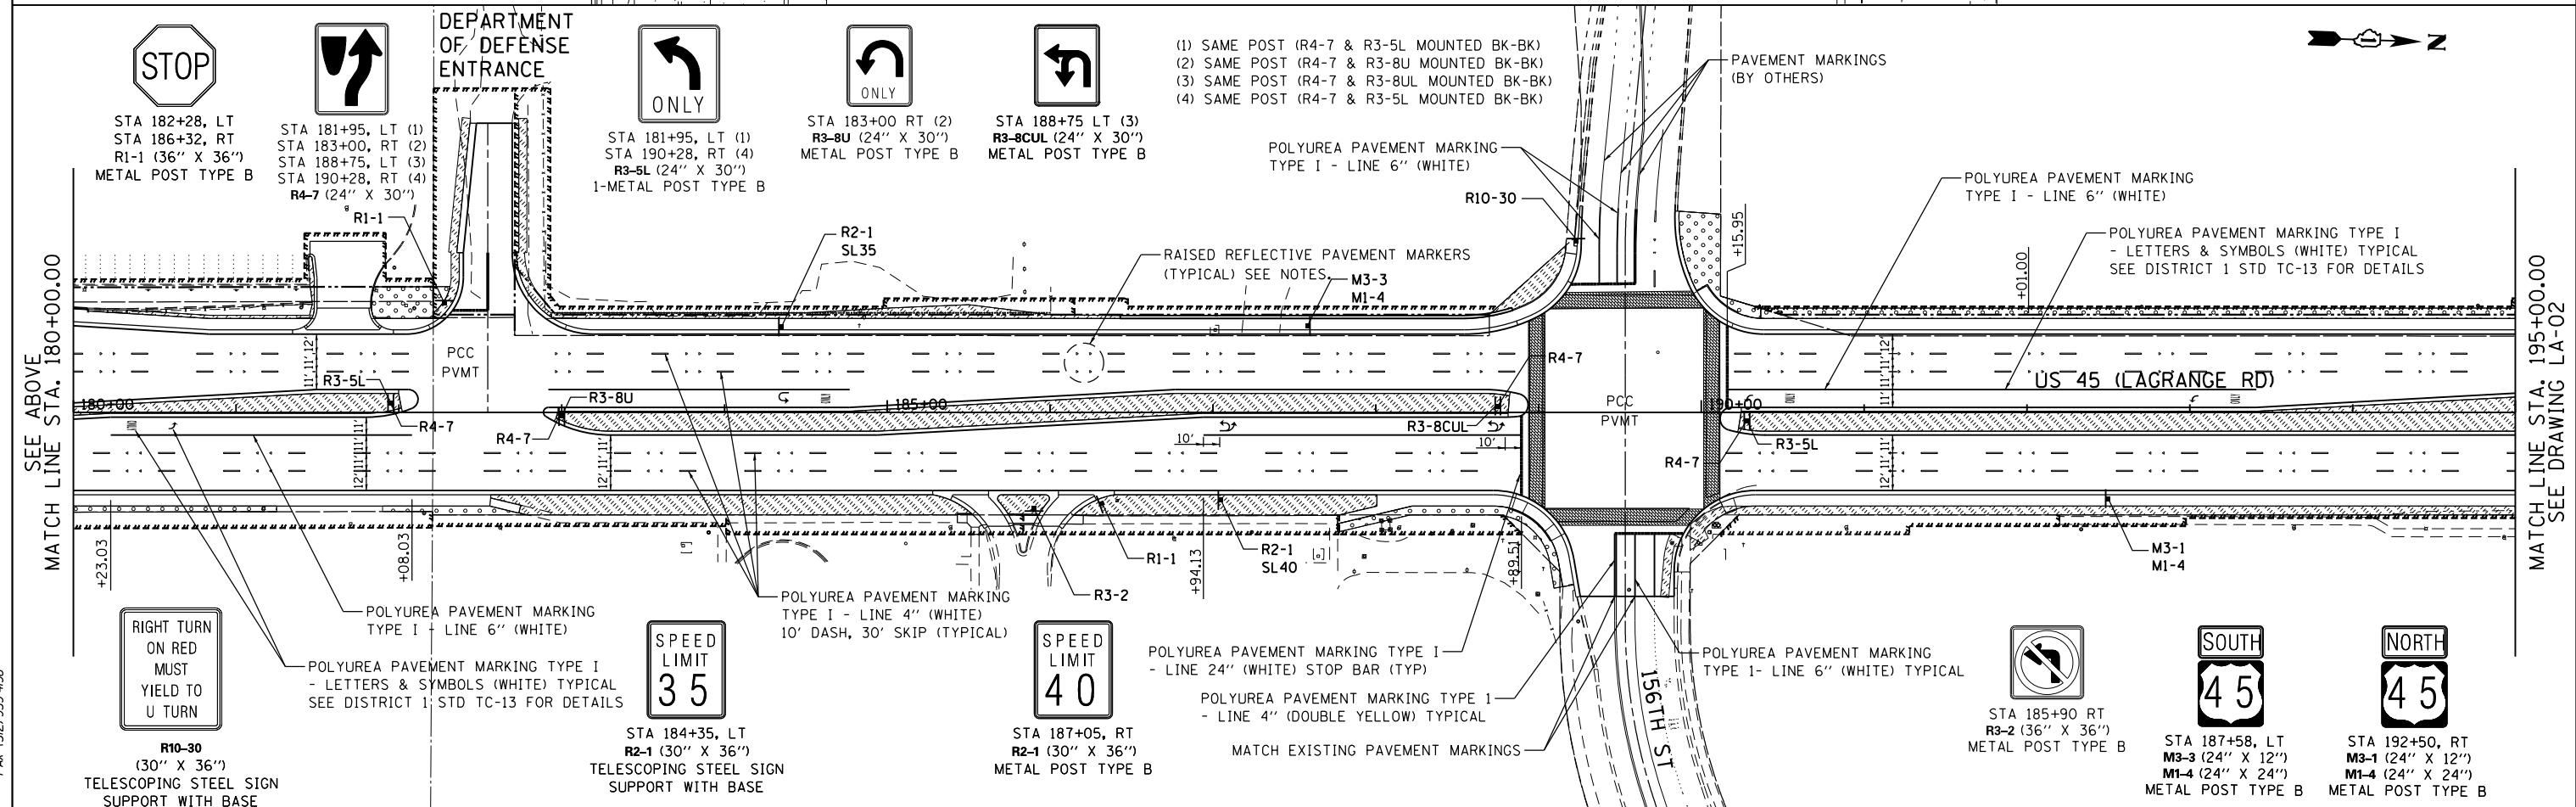 DEPARTMENT
OF DEFENSE
ENTRANCE
STOP
STA 182+28, LT
STA 186+32, RT
R1-1 (36" X 36")
METAL POST TYPE B
STA 181+95, LT (1)
STA 183+00, RT (2)
STA 188+75, LT (3)
STA 190+28, RT (4)
R4-7 (24" X 30")
ONLY
STA 181+95, LT (1)
STA 190+28, RT (4)
R3-5L (24" X 30")
1-METAL POST TYPE B
ONLY
STA 183+00 RT (2)
R3-8U (24" X 30")
METAL POST TYPE B
STA 188+75 LT (3)
R3-8CUL (24" X 30")
METAL POST TYPE B
(1) SAME POST (R4-7 & R3-5L MOUNTED BK-BK)
(2) SAME POST (R4-7 & R3-8U MOUNTED BK-BK)
(3) SAME POST (R4-7 & R3-8UL MOUNTED BK-BK)
(4) SAME POST (R4-7 & R3-5L MOUNTED BK-BK)
PAVEMENT MARKINGS
(BY OTHERS)
N
POLYUREA PAVEMENT MARKING
TYPE I - LINE 6" (WHITE)
R10-30
POLYUREA PAVEMENT MARKING
TYPE I - LINE 6" (WHITE)
POLYUREA PAVEMENT MARKING TYPE I
- LETTERS & SYMBOLS (WHITE) TYPICAL
SEE DISTRICT 1 STD TC-13 FOR DETAILS
+15.95
+01.00
R1-1
R2-1
SL35
RAISED REFLECTIVE PAVEMENT MARKERS
(TYPICAL) SEE NOTES.
M3-3
M1-4
SEE ABOVE
MATCH LINE STA. 180+00.00
PCC
PVMT
11' 11' 12'
R3-5L
180+00
R4-7
R3-8U
R4-7
ONLY
185+00
R4-7
R3-8CUL
PCC
PVMT
190+00
ONLY
11' 11' 12'
US 45 (LAGRANGE RD)
ONLY
R3-5L
R4-7
ONLY
12' 11' 11'
12' 11' 11'
10'
10'
12' 11' 11'
MATCH LINE STA. 195+00.00
SEE DRAWING LA-02
+23.03
+08.03
R1-1
R3-2
+94.13
R2-1
SL40
+89.51
M3-1
M1-4
POLYUREA PAVEMENT MARKING
TYPE I - LINE 6" (WHITE)
POLYUREA PAVEMENT MARKING TYPE I
- LETTERS & SYMBOLS (WHITE) TYPICAL
SEE DISTRICT 1 STD TC-13 FOR DETAILS
POLYUREA PAVEMENT MARKING
TYPE I - LINE 4" (WHITE)
10' DASH, 30' SKIP (TYPICAL)
POLYUREA PAVEMENT MARKING TYPE I
- LINE 24" (WHITE) STOP BAR (TYP)
POLYUREA PAVEMENT MARKING TYPE 1
- LINE 4" (DOUBLE YELLOW) TYPICAL
MATCH EXISTING PAVEMENT MARKINGS
156TH ST
POLYUREA PAVEMENT MARKING
TYPE 1- LINE 6" (WHITE) TYPICAL
RIGHT TURN
ON RED
MUST
YIELD TO
U TURN
R10-30
(30" X 36")
TELESCOPING STEEL SIGN
SUPPORT WITH BASE
SPEED
LIMIT
35
STA 184+35, LT
R2-1 (30" X 36")
TELESCOPING STEEL SIGN
SUPPORT WITH BASE
SPEED
LIMIT
40
STA 187+05, RT
R2-1 (30" X 36")
METAL POST TYPE B
STA 185+90 RT
R3-2 (36" X 36")
METAL POST TYPE B
SOUTH
45
STA 187+58, LT
M3-3 (24" X 12")
M1-4 (24" X 24")
METAL POST TYPE B
NORTH
45
STA 192+50, RT
M3-1 (24" X 12")
M1-4 (24" X 24")
METAL POST TYPE B